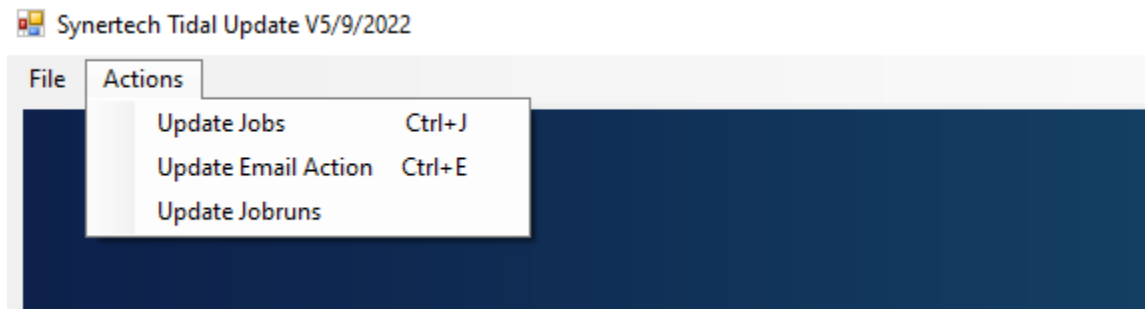 Synertech Tidal Update V5/9/2022
File Actions
Update Jobs Ctrl+J
Update Email Action Ctrl+E
Update Jobruns